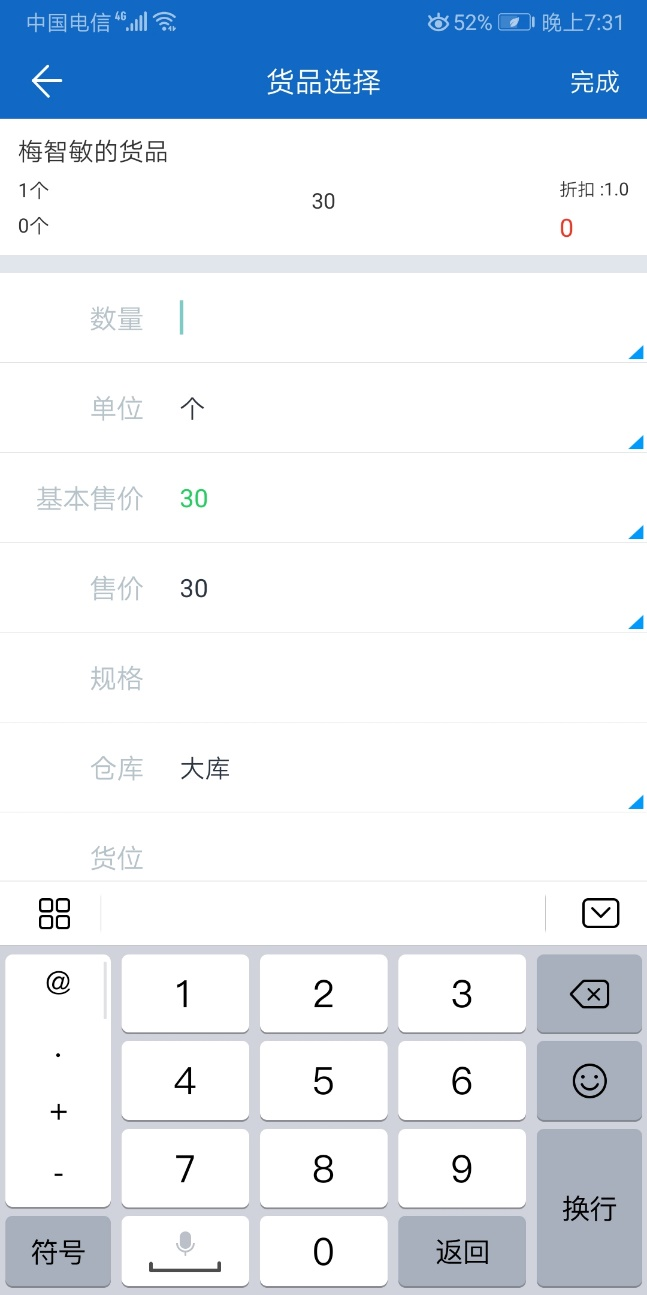 中国电信 4G 52% 晚上7:31
货品选择 完成
梅智敏的货品
1个 30 折扣 :1.0
0个 0
数量
单位 个
基本售价 30
售价 30
规格
仓库 大库
货位
@ 1 2 3
. 4 5 6
+
- 7 8 9
换行
符号 0 返回